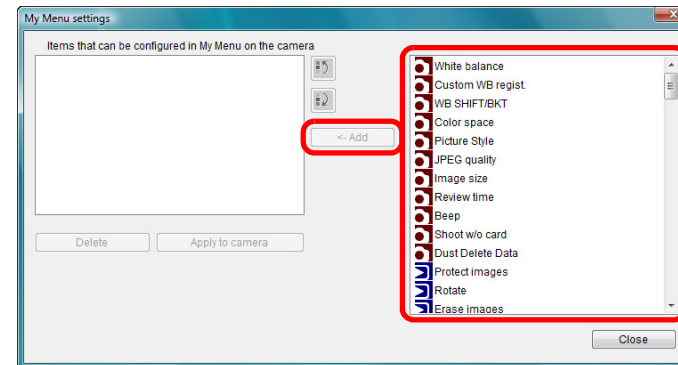 My Menu settings
Items that can be configured in My Menu on the camera
<- Add
Delete
Apply to camera
White balance
Custom WB regist.
WB SHIFT/BKT
Color space
Picture Style
JPEG quality
Image size
Review time
Beep
Shoot w/o card
Dust Delete Data
Protect images
Rotate
Erase images
Close